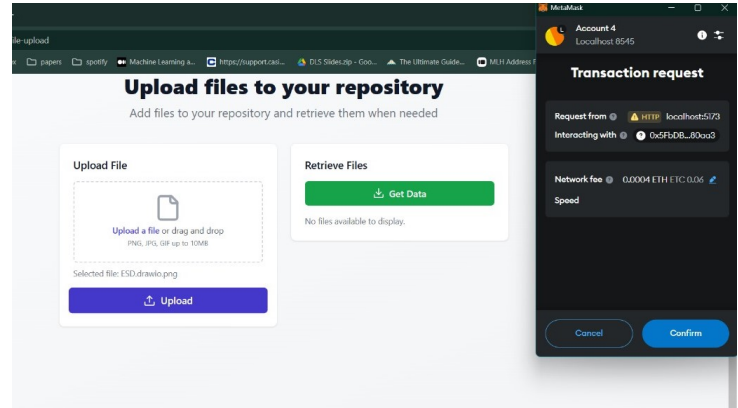 ile-upload
papers
spotify
Machine Learning a...
https://support.casi...
DLS Slides.zip - Goo...
The Ultimate Guide...
MLH Address F
Upload files to your repository
Add files to your repository and retrieve them when needed
Upload File
Upload a file or drag and drop
PNG, JPG, GIF up to 10MB
Selected file: ESD.drawio.png
Upload
Retrieve Files
Get Data
No files available to display.
MetaMask
Account 4
L
Localhost 8545
Transaction request
Request from HTTP localhost:5173
Interacting with 0x5FbDB...80aa3
Network fee 0.0004 ETH ETC 0.06
Speed
Cancel
Confirm